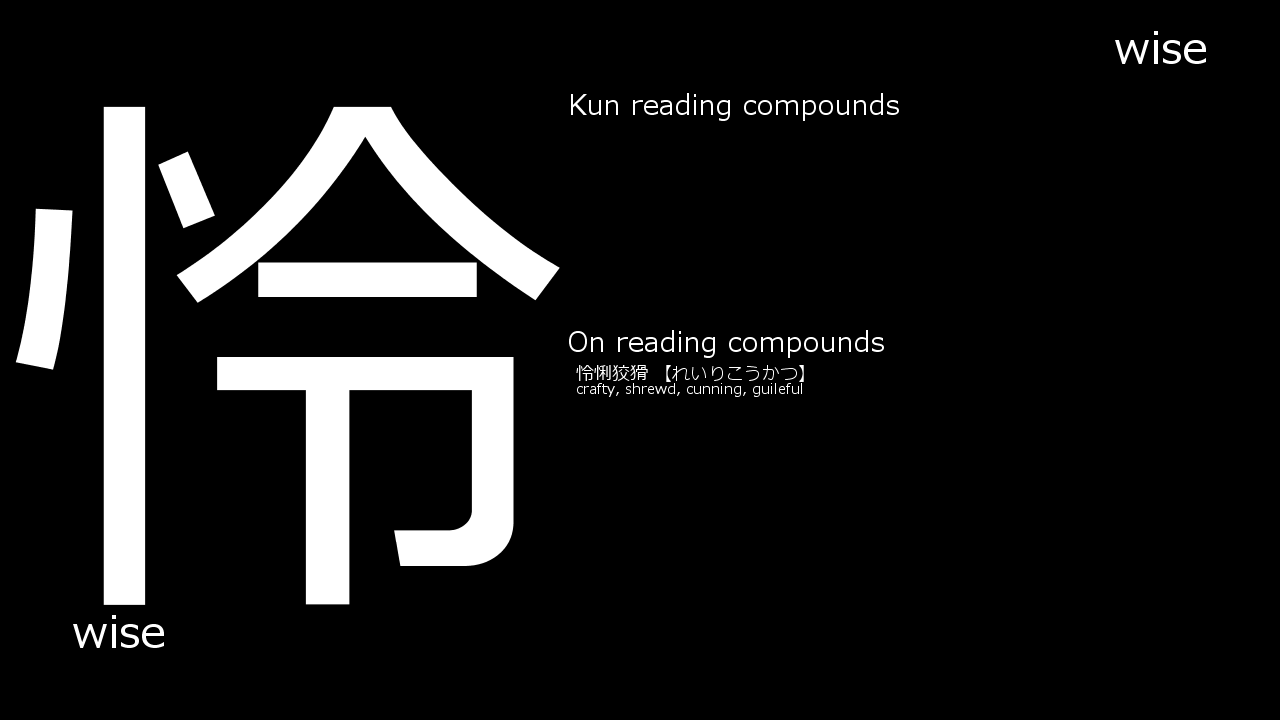 wise
怜
Kun reading compounds
On reading compounds
怜悧狡猾 【れいりこうかつ】
crafty, shrewd, cunning, guileful
wise